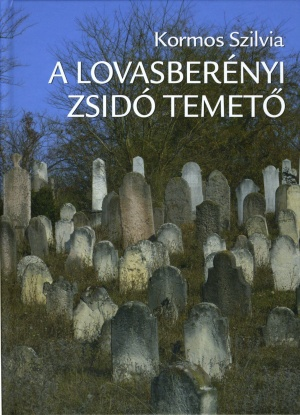 Kormos Szilvia
A LOVASBERÉNYI
ZSIDÓ TEMETŐ